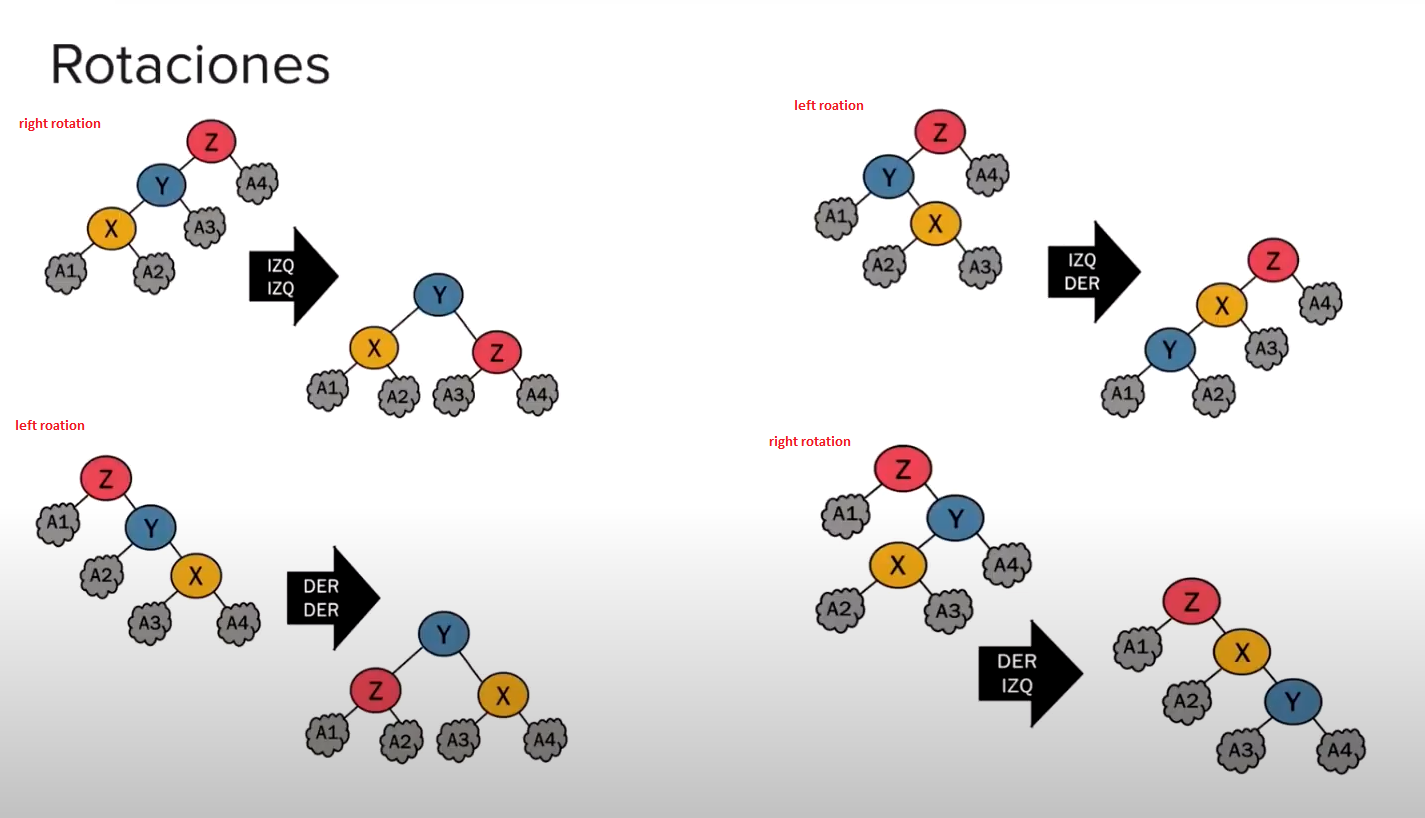 Rotaciones
right rotation
Z
Y
A4
X
A3
A1
A2
IZQ
IZQ
Y
X
Z
A1
A2
A3
A4
left roation
Z
Y
A4
A1
X
A2
A3
IZQ
DER
Z
X
A4
Y
A3
A1
A2
left roation
Z
A1
Y
A2
X
A3
A4
DER
DER
Y
Z
X
A1
A2
A3
A4
right rotation
Z
A1
Y
X
A4
A2
A3
DER
IZQ
Z
A1
X
A2
Y
A3
A4